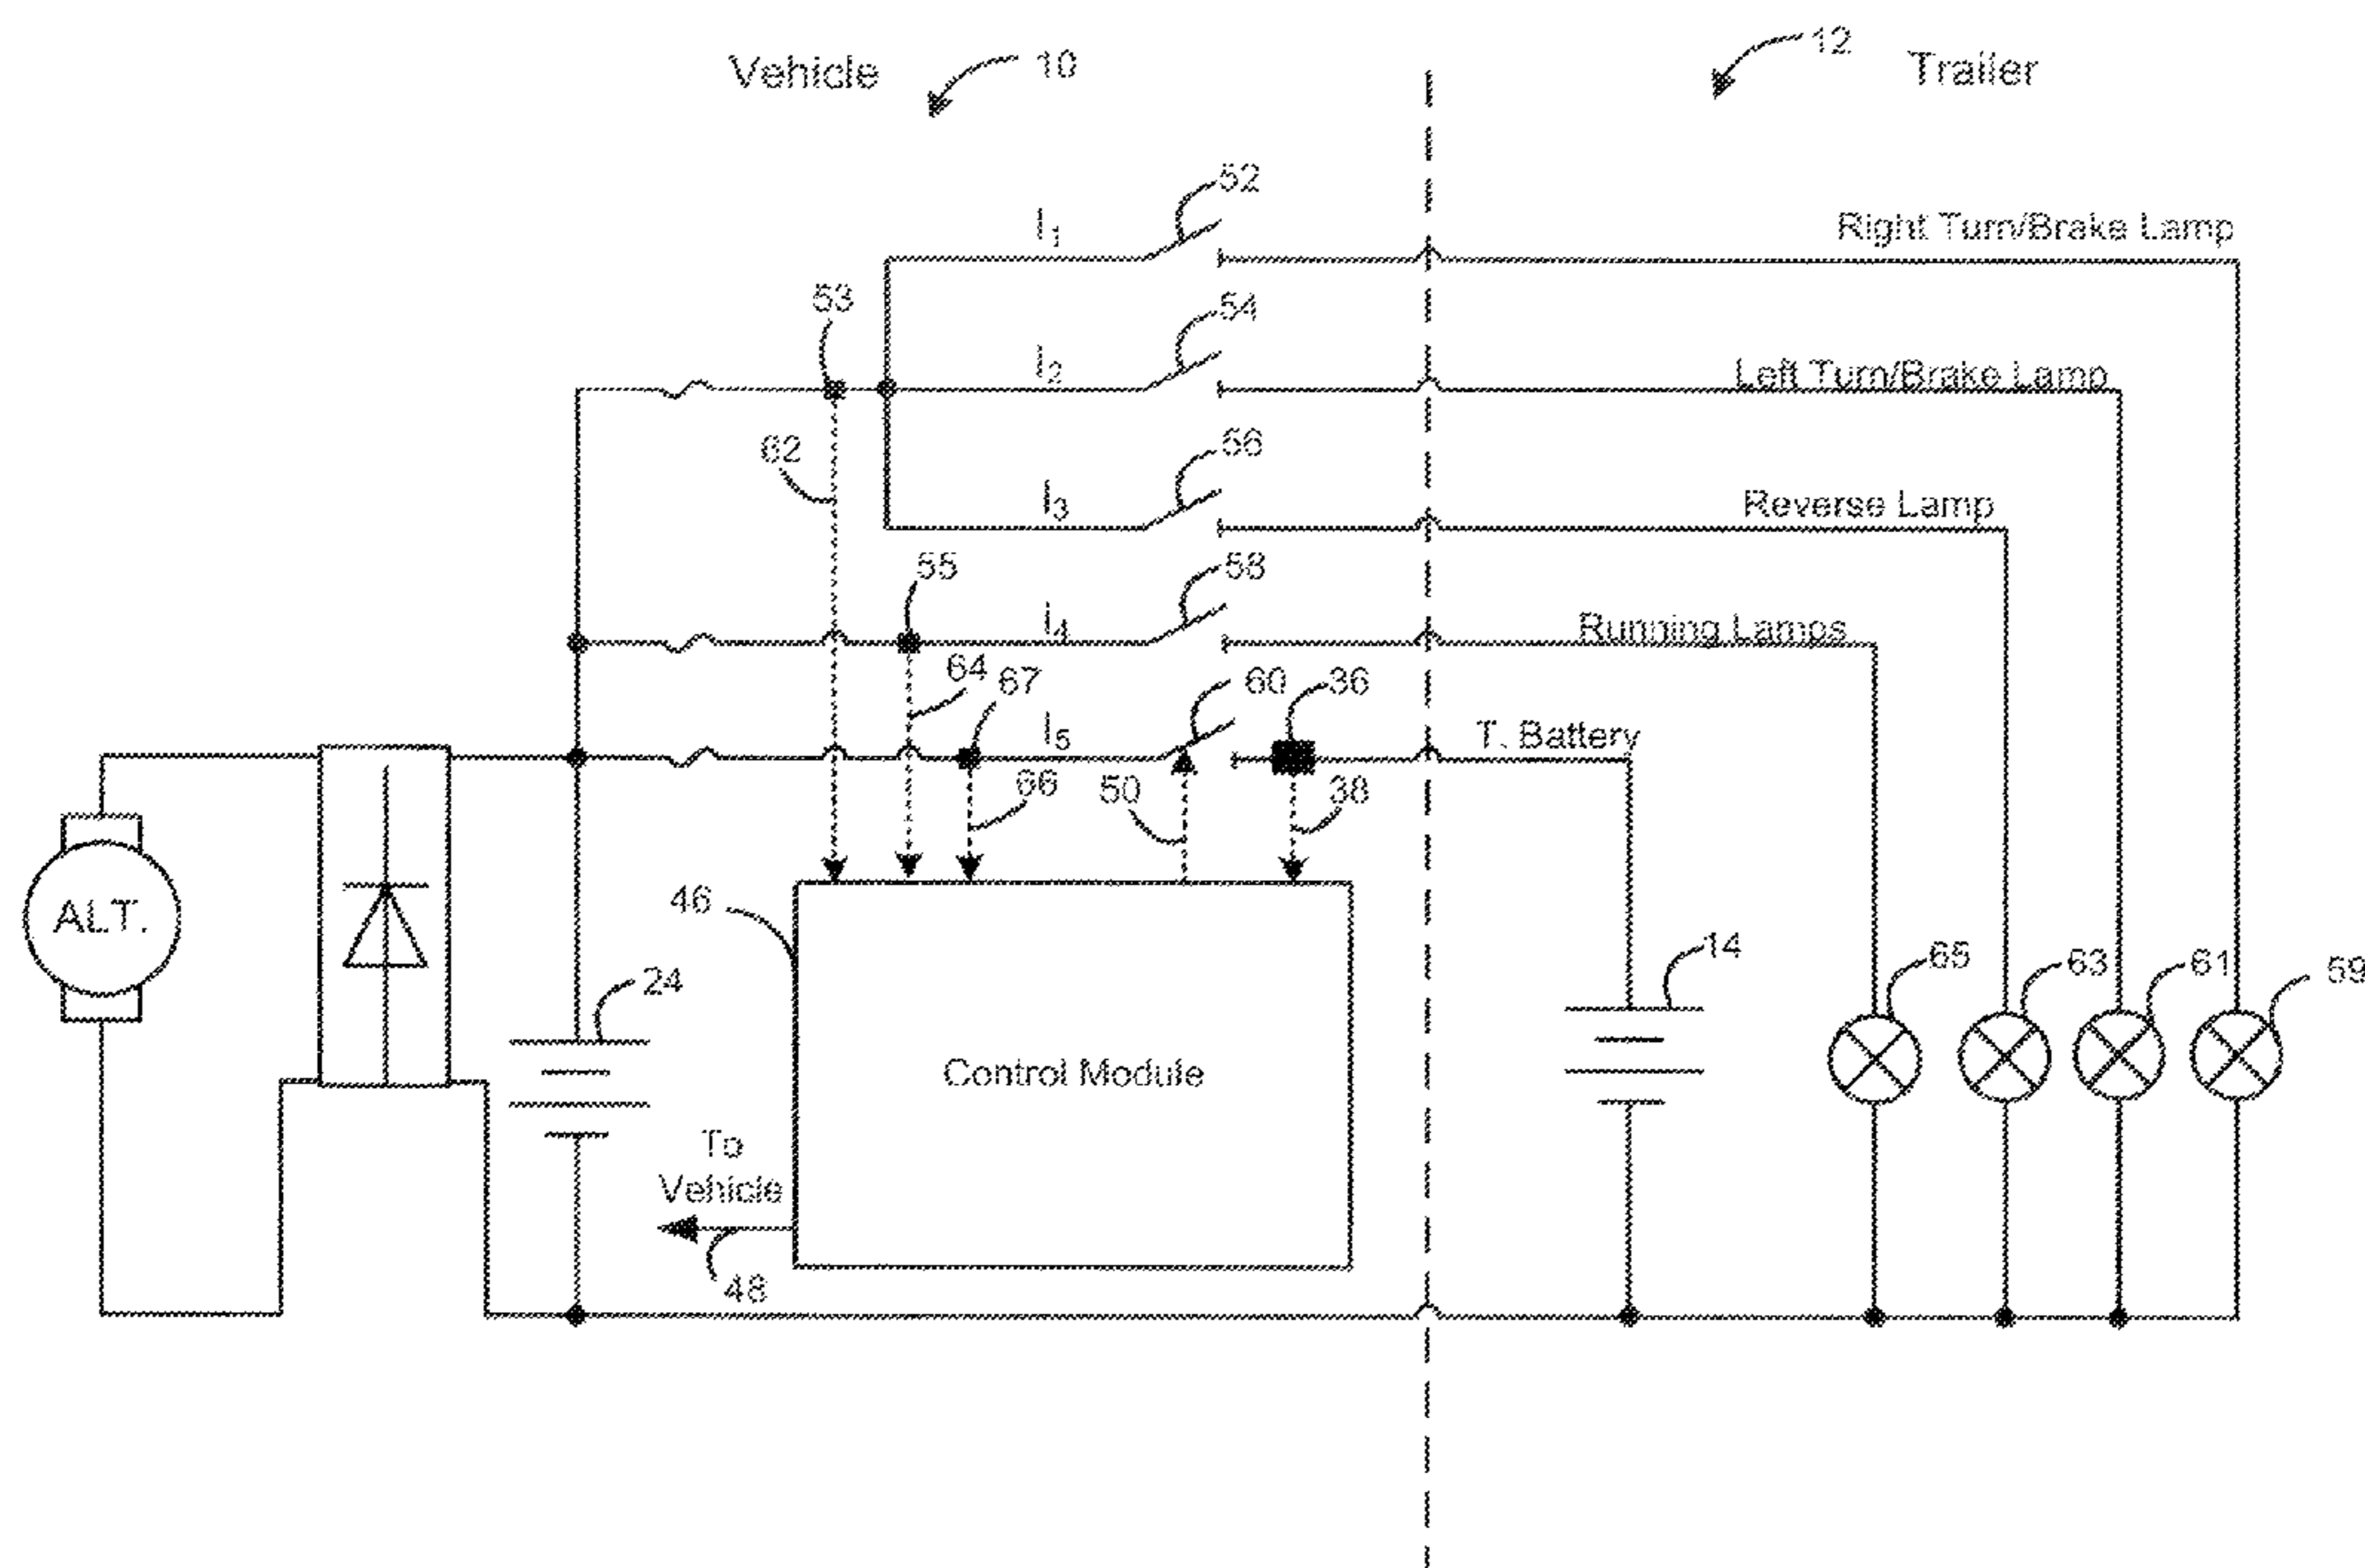 Vehicle
10
12
Trailer
52
I1
Right Turn/Brake Lamp
53
54
I2
Left Turn/Brake Lamp
62
56
I3
Reverse Lamp
55
58
I4
Running Lamps
64
67
60
36
I5
T. Battery
66
50
38
46
ALT.
24
14
65
63
61
59
Control Module
To
Vehicle
48